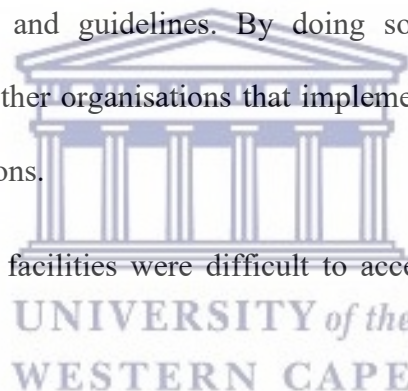 and guidelines. By doing so
ther organisations that impleme
ons.
facilities were difficult to acce
UNIVERSITY of the
WESTERN CAPE